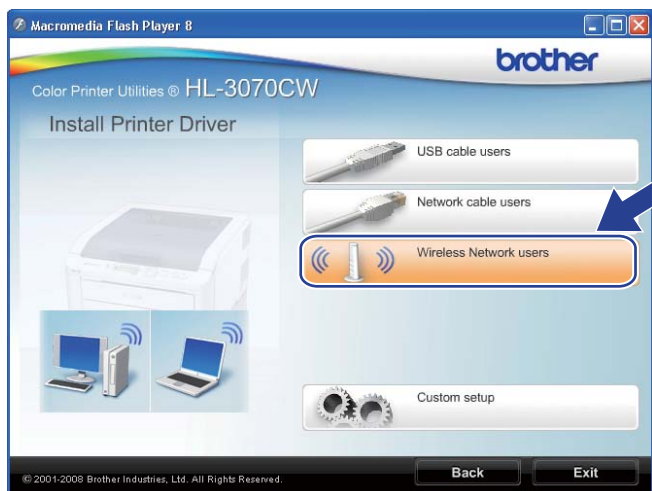 Macromedia Flash Player 8
brother
Color Printer Utilities ® HL-3070CW
Install Printer Driver
USB cable users
Network cable users
Wireless Network users
Custom setup
© 2001-2008 Brother Industries, Ltd. All Rights Reserved.
Back
Exit